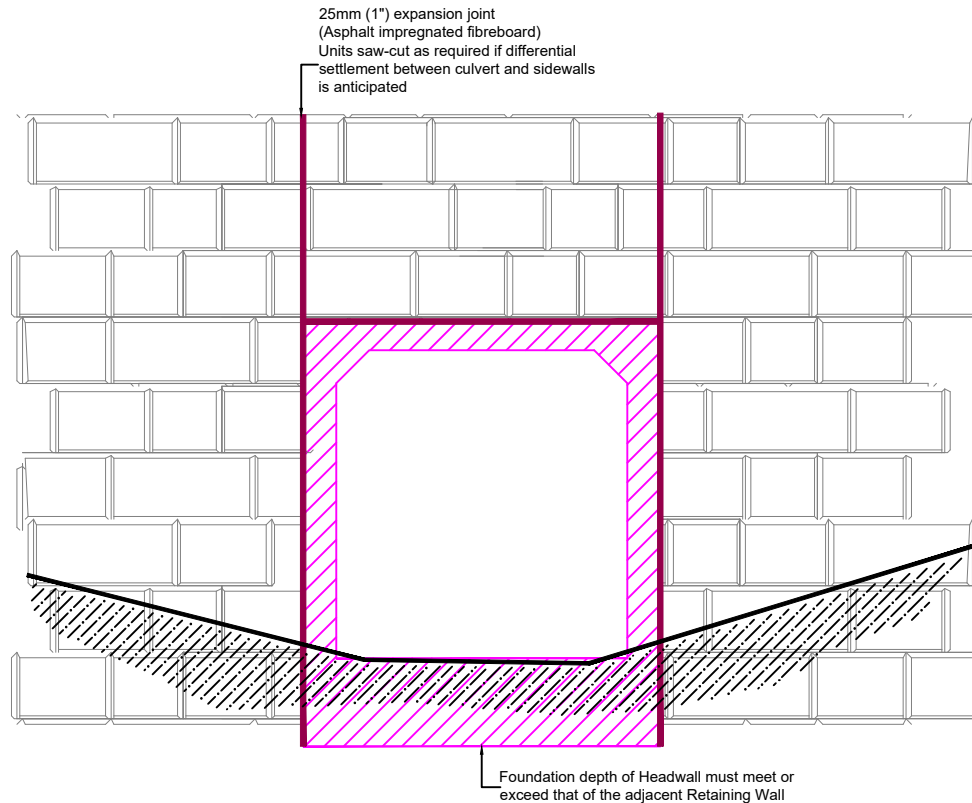 25mm (1") expansion joint
(Asphalt impregnated fibreboard)
Units saw-cut as required if differential
settlement between culvert and sidewalls
is anticipated
Foundation depth of Headwall must meet or
exceed that of the adjacent Retaining Wall